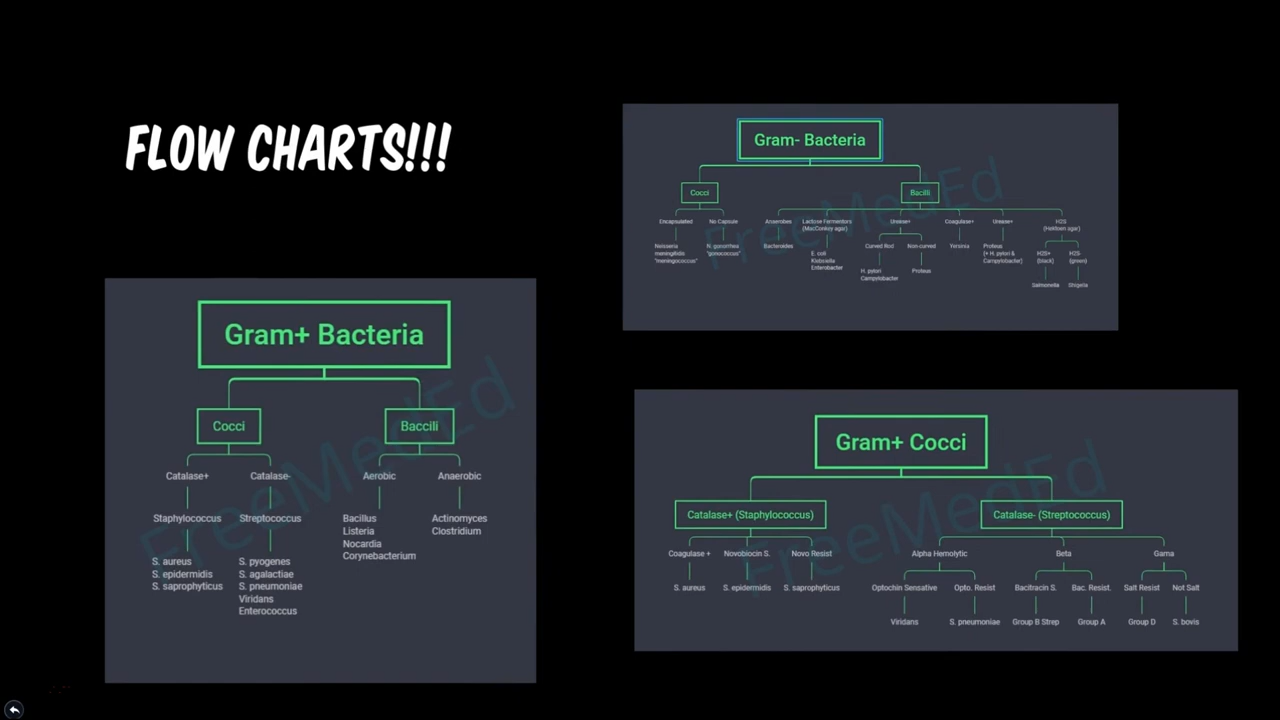 FLOW CHARTS!!!
Gram+ Bacteria
Cocci
Baccili
Catalase+
Catalase-
Aerobic
Anaerobic
Staphylococcus
Streptococcus
Bacillus
Listeria
Nocardia
Corynebacterium
Actinomyces
Clostridium
S. aureus
S. epidermidis
S. saprophyticus
S. pyogenes
S. agalactiae
S. pneumoniae
Viridans
Enterococcus
FreeMedEd
Gram- Bacteria
Cocci
Bacilli
Encapsulated
No Capsule
Anaerobes
Lactose Fermentors
(MacConkey agar)
Urease+
Coagulase+
Urease+
H2S
(Hektoen agar)
Neisseria
meningitidis
"meningococcus"
N. gonorrhea
"gonococcus"
Bacteroides
E. coli
Klebsiella
Enterobacter
Curved Rod
Non-curved
H. pylori
Campylobacter
Proteus
Yersinia
Proteus
(+ H. pylori &
Campylobacter)
H2S+
(black)
H2S-
(green)
Salmonella
Shigella
FreeMedEd
Gram+ Cocci
Catalase+ (Staphylococcus)
Catalase- (Streptococcus)
Coagulase +
Novobiocin S.
Novo Resist
Alpha Hemolytic
Beta
Gama
S. aureus
S. epidermidis
S. saprophyticus
Optochin Sensative
Opto. Resist
Bacitracin S.
Bac. Resist.
Salt Resist
Not Salt
Viridans
S. pneumoniae
Group B Strep
Group A
Group D
S. bovis
FreeMedEd